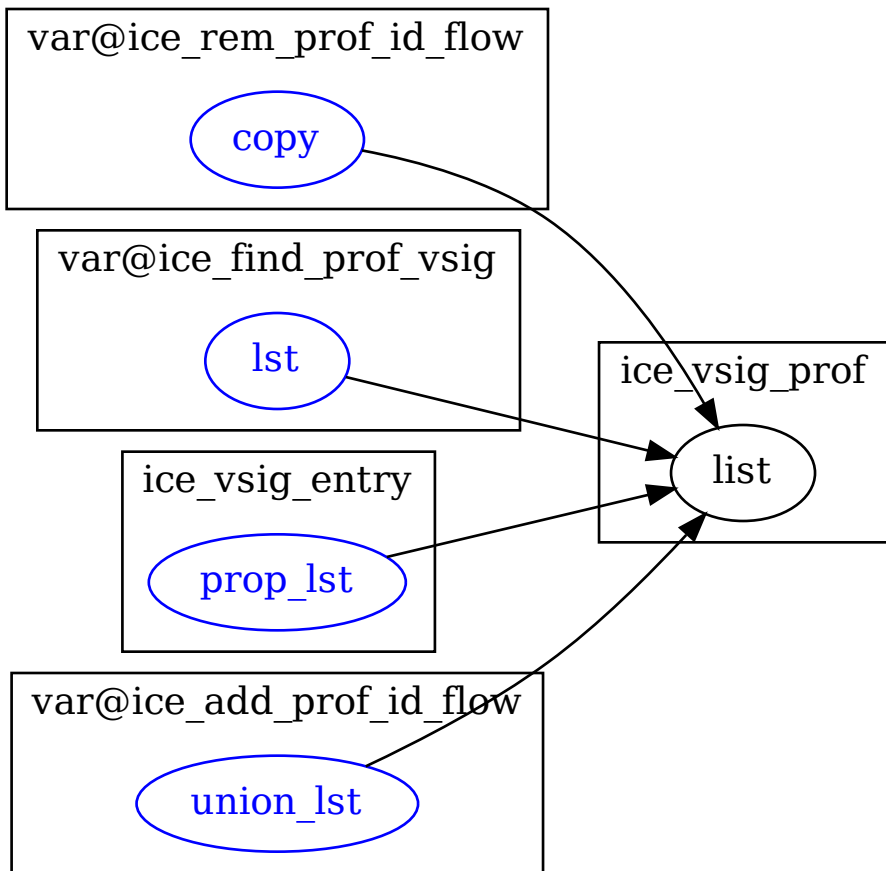 var@ice_rem_prof_id_flow
copy
var@ice_find_prof_vsig
lst
ice_vsig_prof
list
ice_vsig_entry
prop_lst
var@ice_add_prof_id_flow
union_lst